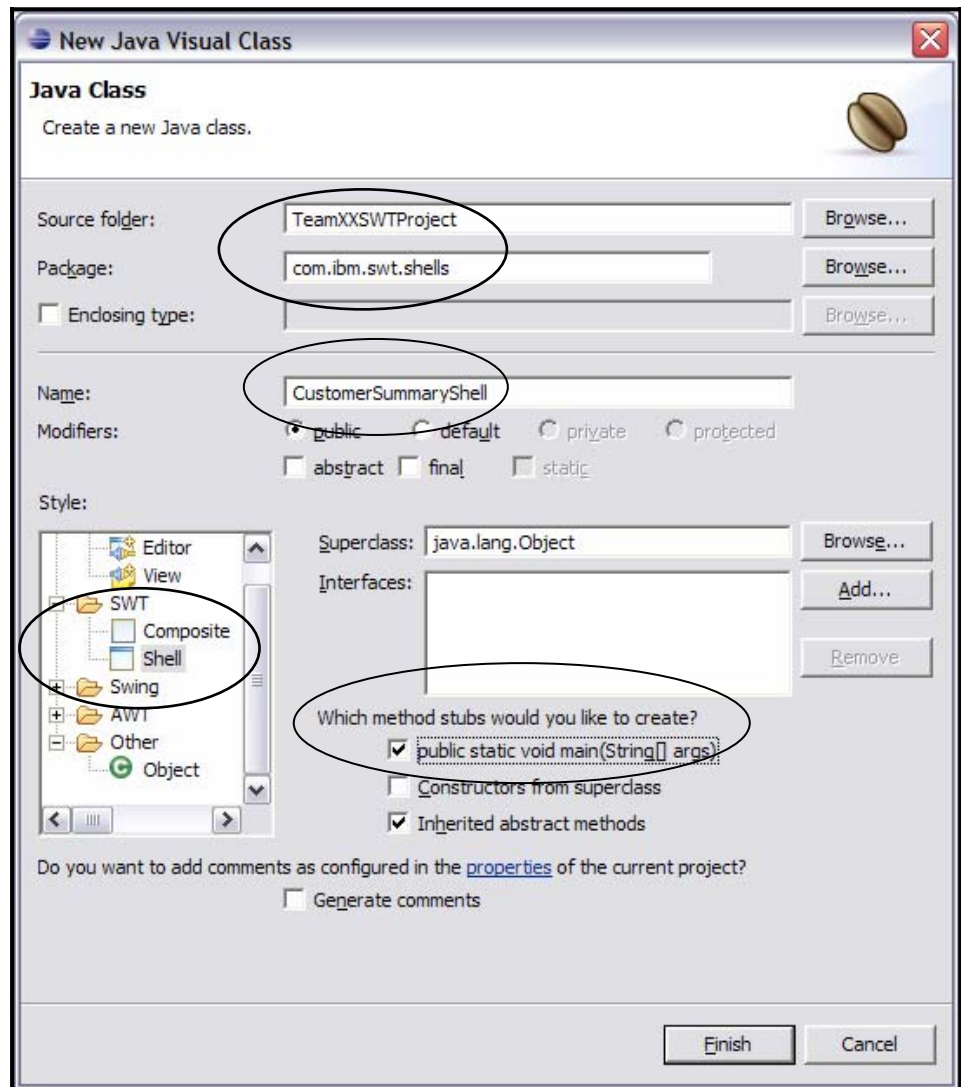 New Java Visual Class
Java Class
Create a new Java class.
Source folder: TeamXXSWTProject Browse...
Package: com.ibm.swt.shells Browse...
Enclosing type: Browse...
Name: CustomerSummaryShell
Modifiers: public default private protected
abstract final static
Style:
Editor
View
SWT
Composite
Shell
Swing
AWT
Other
Object
Superclass: java.lang.Object Browse...
Interfaces: Add...
Remove
Which method stubs would you like to create?
public static void main(String[] args)
Constructors from superclass
Inherited abstract methods
Do you want to add comments as configured in the properties of the current project?
Generate comments
Finish Cancel